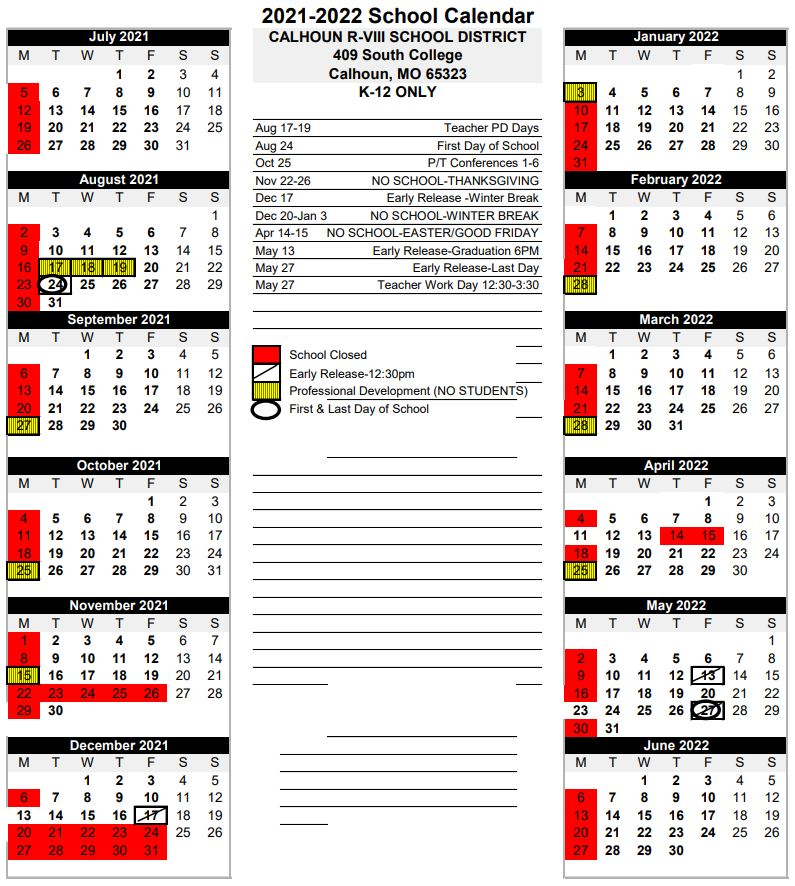 2021-2022 School Calendar
CALHOUN R-VIII SCHOOL DISTRICT
409 South College
Calhoun, MO 65323
K-12 ONLY
July 2021
M T W T F S S
1 2 3 4
5 6 7 8 9 10 11
12 13 14 15 16 17 18
19 20 21 22 23 24 25
26 27 28 29 30 31
August 2021
M T W T F S S
1
2 3 4 5 6 7 8
9 10 11 12 13 14 15
16 17 18 19 20 21 22
23 24 25 26 27 28 29
30 31
September 2021
M T W T F S S
1 2 3 4 5
6 7 8 9 10 11 12
13 14 15 16 17 18 19
20 21 22 23 24 25 26
27 28 29 30
October 2021
M T W T F S S
1 2 3
4 5 6 7 8 9 10
11 12 13 14 15 16 17
18 19 20 21 22 23 24
25 26 27 28 29 30 31
November 2021
M T W T F S S
1 2 3 4 5 6 7
8 9 10 11 12 13 14
15 16 17 18 19 20 21
22 23 24 25 26 27 28
29 30
December 2021
M T W T F S S
1 2 3 4 5
6 7 8 9 10 11 12
13 14 15 16 17 18 19
20 21 22 23 24 25 26
27 28 29 30 31
Aug 17-19 Teacher PD Days
Aug 24 First Day of School
Oct 25 P/T Conferences 1-6
Nov 22-26 NO SCHOOL-THANKSGIVING
Dec 17 Early Release -Winter Break
Dec 20-Jan 3 NO SCHOOL-WINTER BREAK
Apr 14-15 NO SCHOOL-EASTER/GOOD FRIDAY
May 13 Early Release-Graduation 6PM
May 27 Early Release-Last Day
May 27 Teacher Work Day 12:30-3:30
School Closed
Early Release-12:30pm
Professional Development (NO STUDENTS)
First & Last Day of School
January 2022
M T W T F S S
1 2
3 4 5 6 7 8 9
10 11 12 13 14 15 16
17 18 19 20 21 22 23
24 25 26 27 28 29 30
31
February 2022
M T W T F S S
1 2 3 4 5 6
7 8 9 10 11 12 13
14 15 16 17 18 19 20
21 22 23 24 25 26 27
28
March 2022
M T W T F S S
1 2 3 4 5 6
7 8 9 10 11 12 13
14 15 16 17 18 19 20
21 22 23 24 25 26 27
28 29 30 31
April 2022
M T W T F S S
1 2 3
4 5 6 7 8 9 10
11 12 13 14 15 16 17
18 19 20 21 22 23 24
25 26 27 28 29 30
May 2022
M T W T F S S
1
2 3 4 5 6 7 8
9 10 11 12 13 14 15
16 17 18 19 20 21 22
23 24 25 26 27 28 29
30 31
June 2022
M T W T F S S
1 2 3 4 5
6 7 8 9 10 11 12
13 14 15 16 17 18 19
20 21 22 23 24 25 26
27 28 29 30